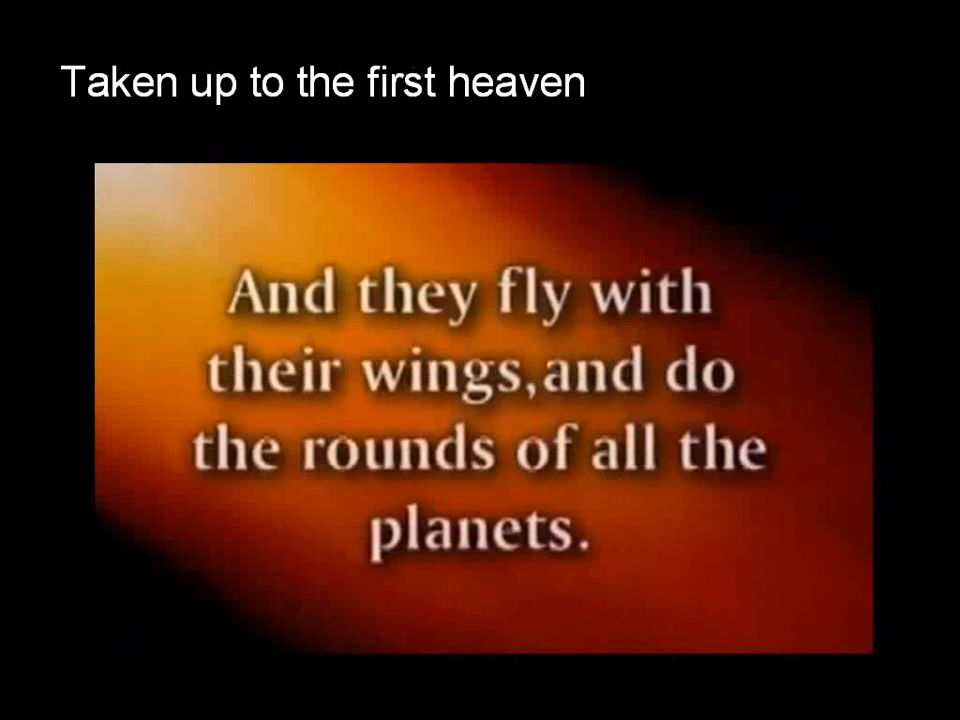 Taken up to the first heaven
And they fly with
their wings,and do
the rounds of all the
planets.